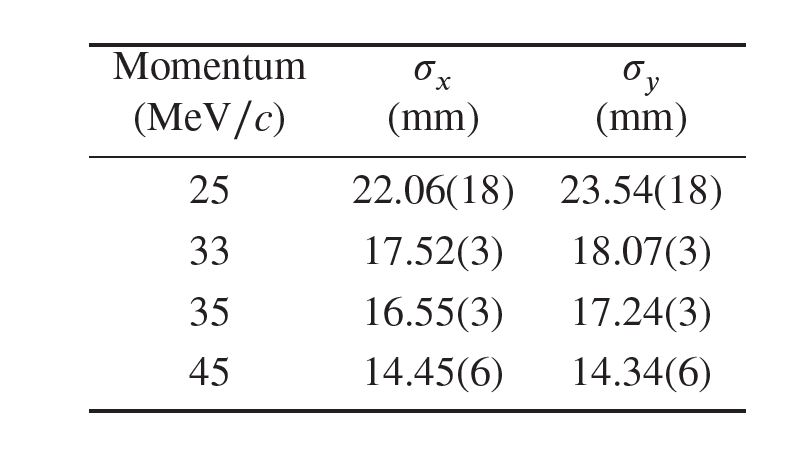 Momentum σx σy
(MeV/c) (mm) (mm)
25 22.06(18) 23.54(18)
33 17.52(3) 18.07(3)
35 16.55(3) 17.24(3)
45 14.45(6) 14.34(6)